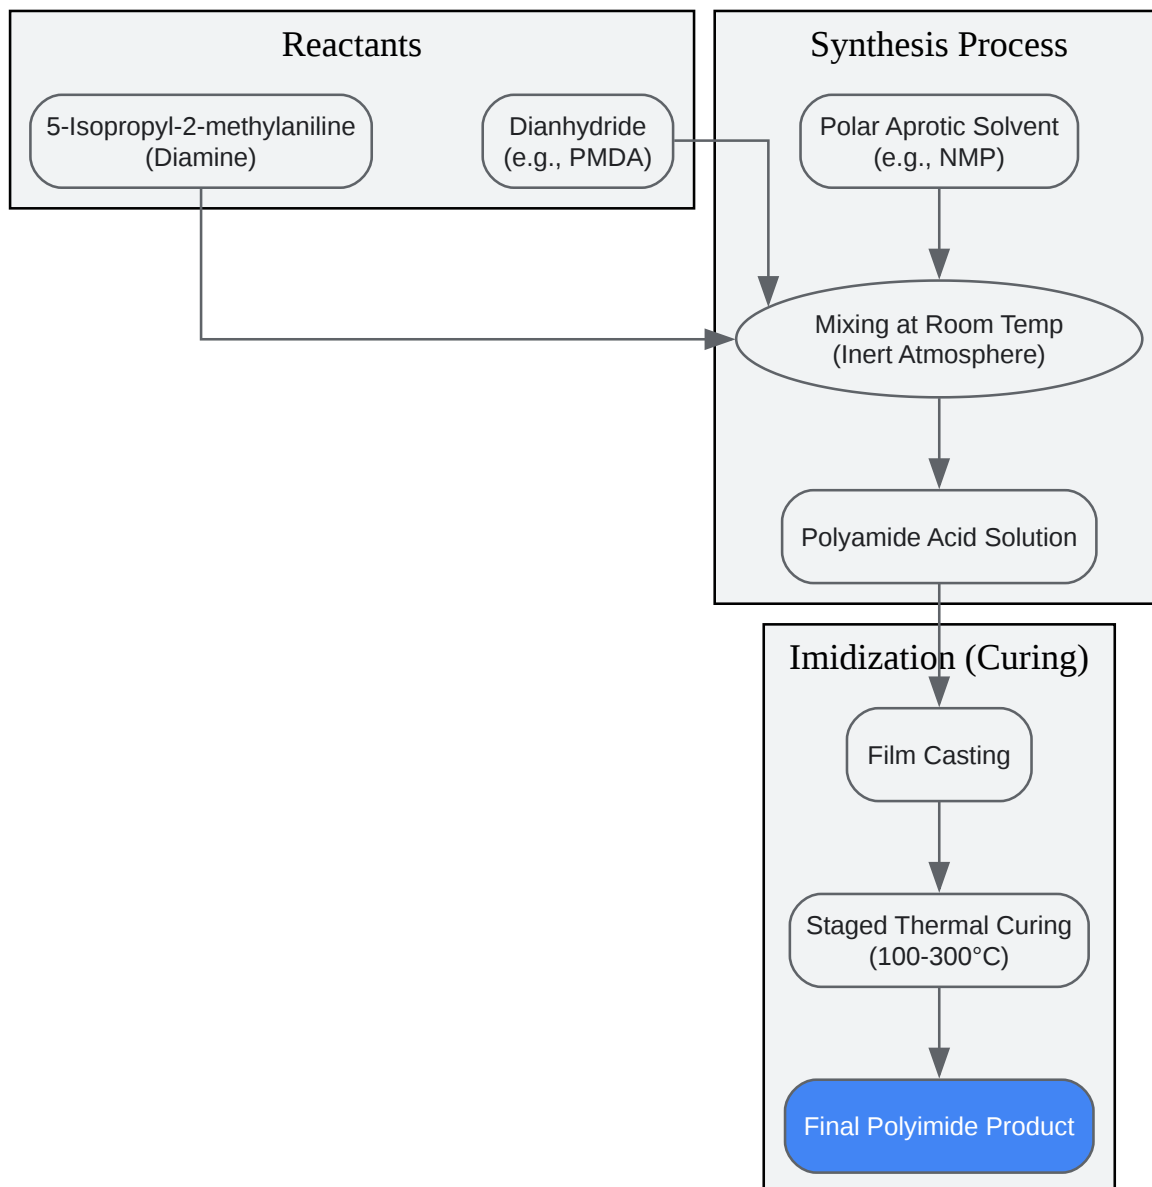 Reactants
5-Isopropyl-2-methylaniline
(Diamine)
Dianhydride
(e.g., PMDA)
Synthesis Process
Polar Aprotic Solvent
(e.g., NMP)
Mixing at Room Temp
(Inert Atmosphere)
Polyamide Acid Solution
Imidization (Curing)
Film Casting
Staged Thermal Curing
(100-300°C)
Final Polyimide Product